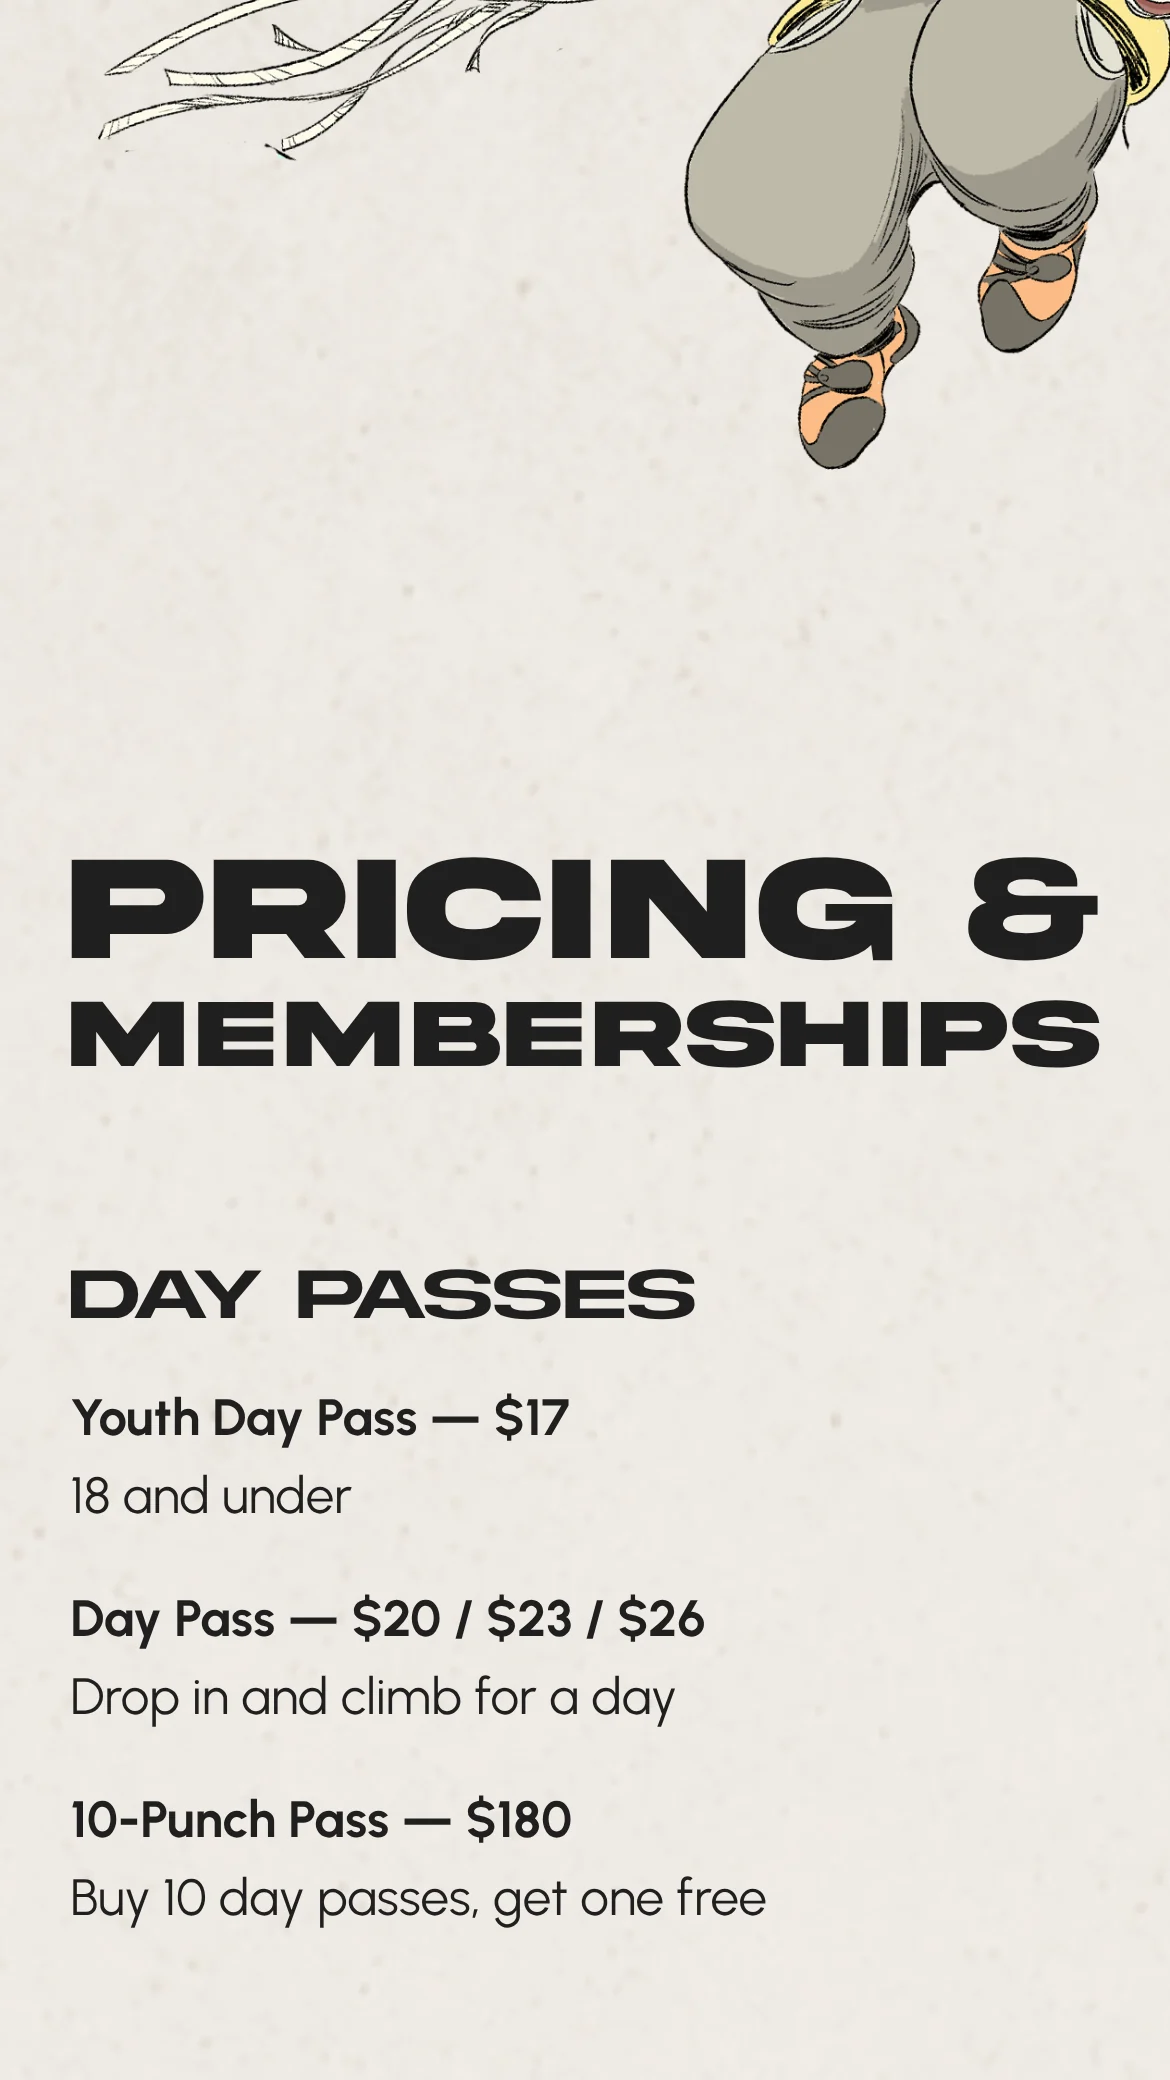 PRICING &
MEMBERSHIPS
DAY PASSES
Youth Day Pass — $17
18 and under
Day Pass — $20 / $23 / $26
Drop in and climb for a day
10-Punch Pass — $180
Buy 10 day passes, get one free